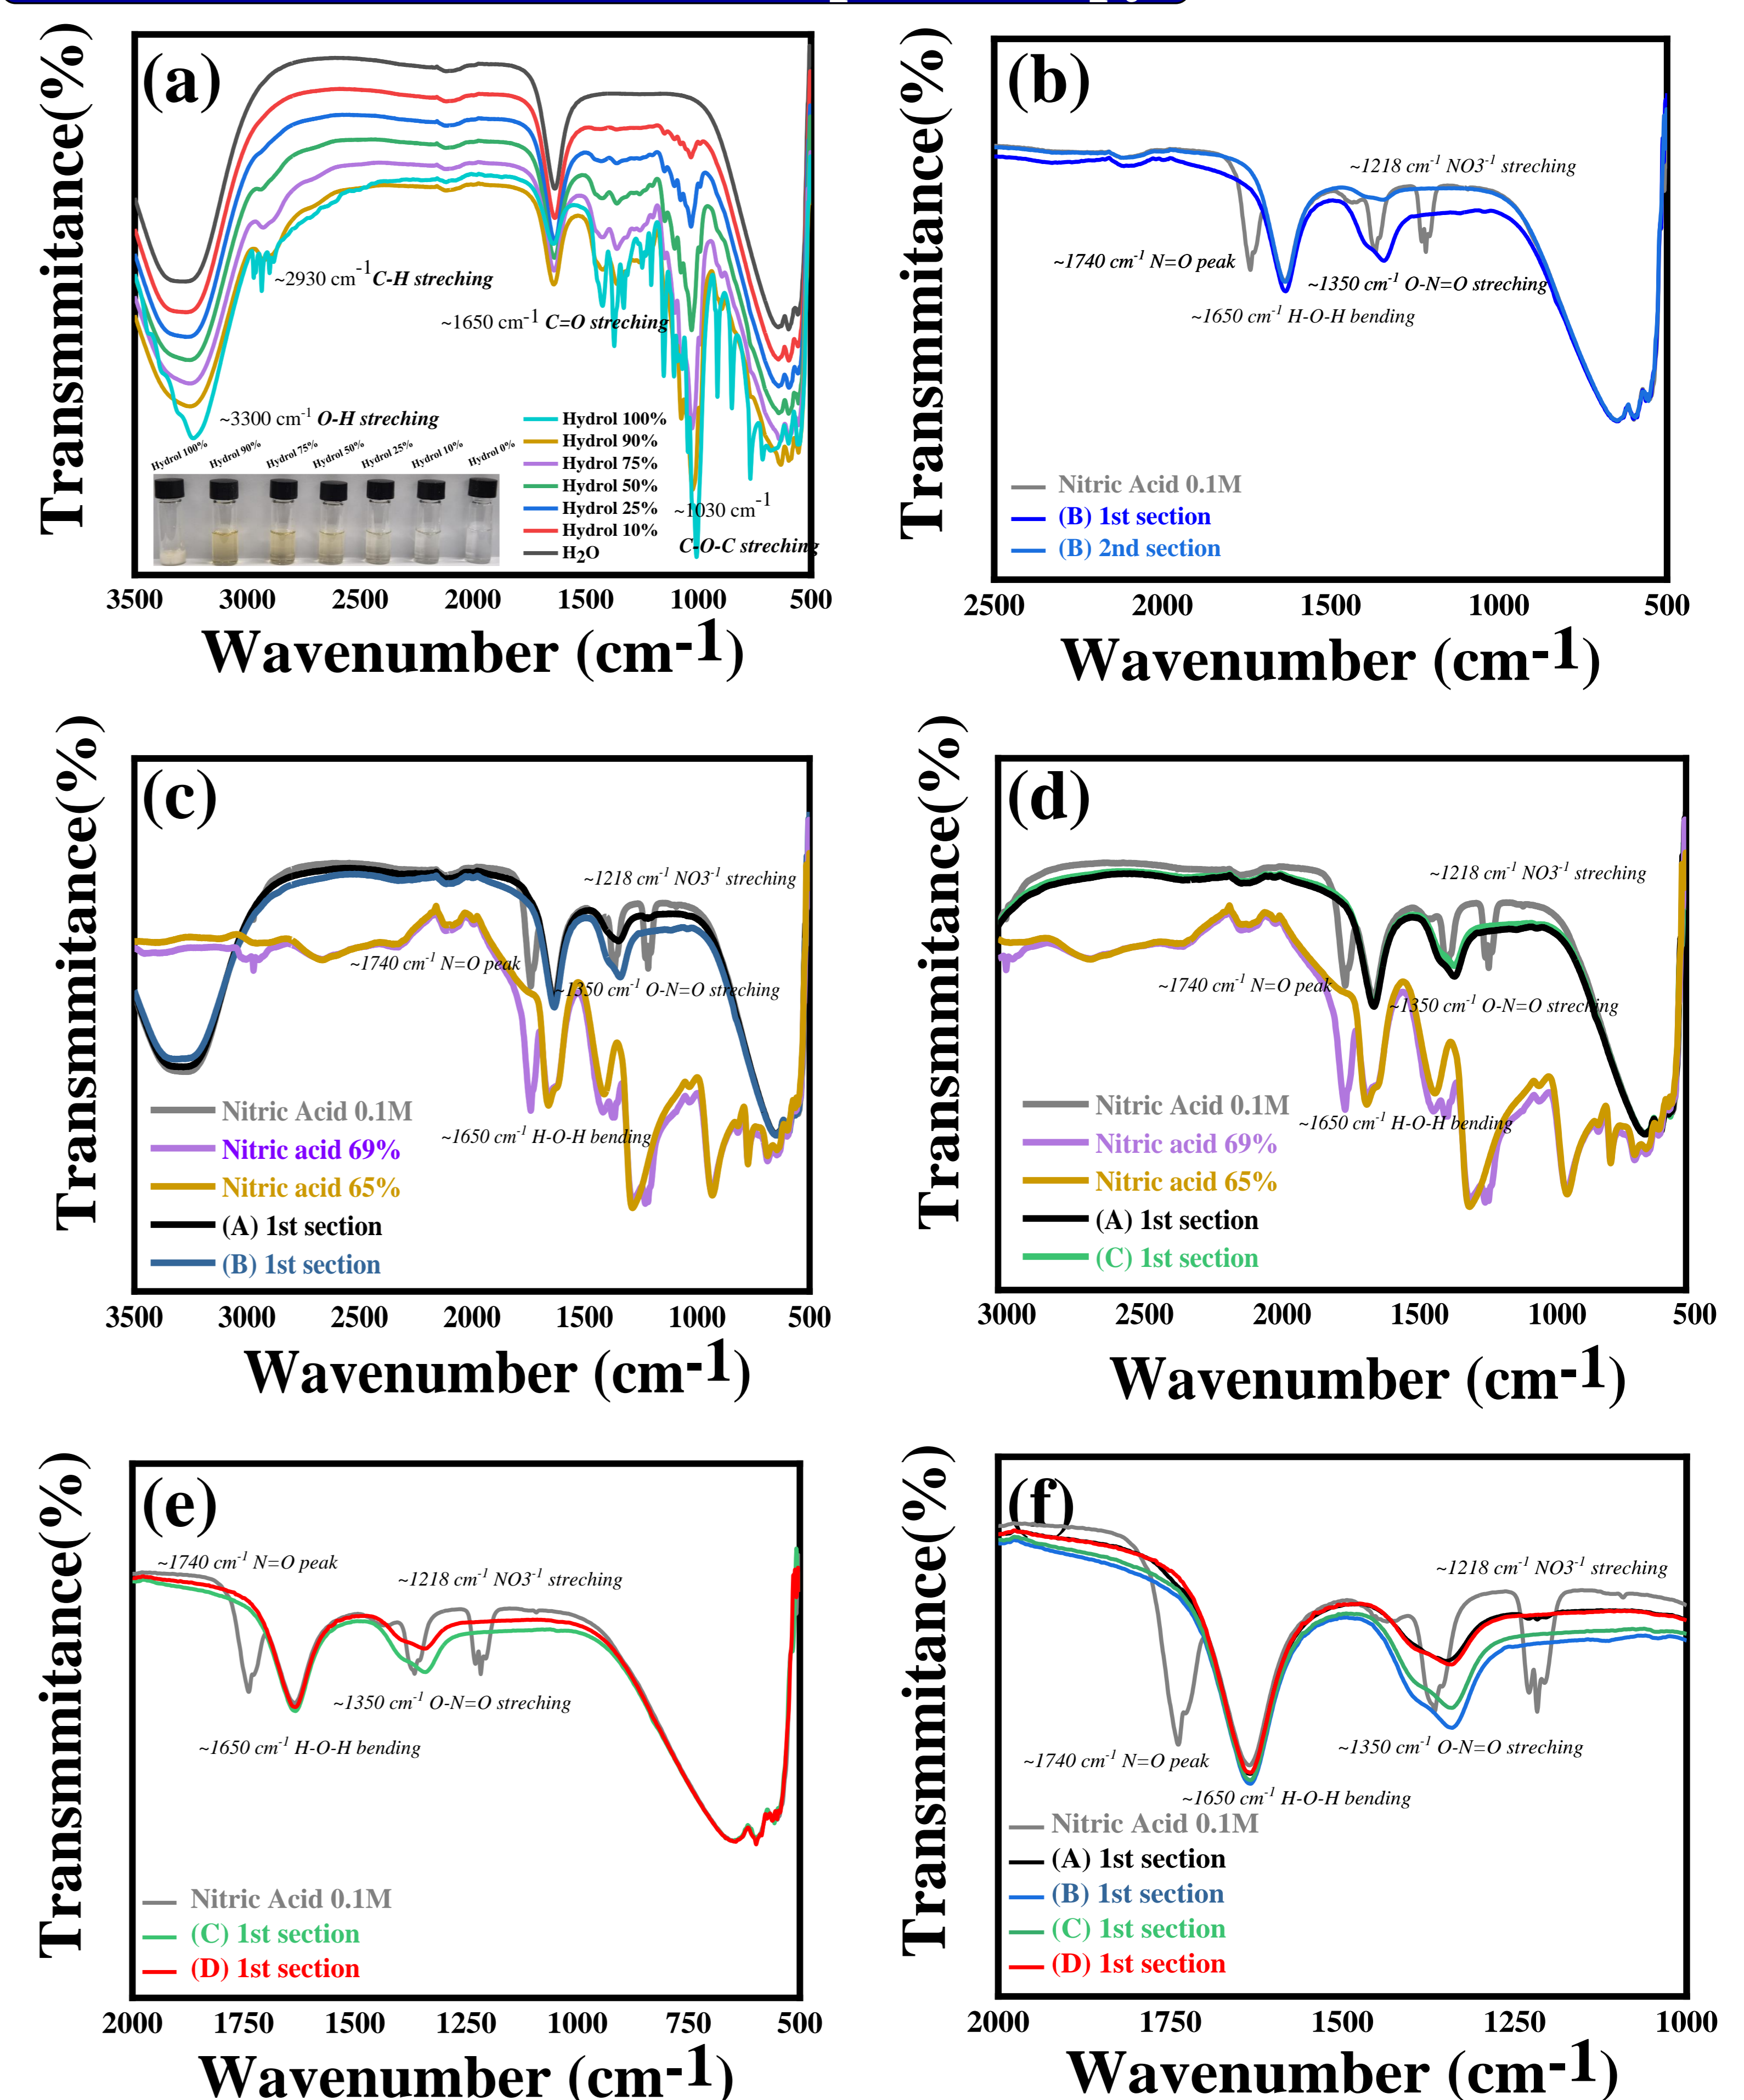 Transmmitance(%)
(a)
~2930 cm-1 C-H streching
~1650 cm-1 C=O streching
~3300 cm-1 O-H streching
Hydrol 100%
Hydrol 90%
Hydrol 75%
Hydrol 50%
Hydrol 25%
Hydrol 10%
Hydrol 0%
Hydrol 100%
Hydrol 90%
Hydrol 75%
Hydrol 50%
Hydrol 25%
Hydrol 10%
H2O
~1030 cm-1
C-O-C streching
3500 3000 2500 2000 1500 1000 500
Wavenumber (cm-1)
Transmmitance(%)
(b)
~1218 cm-1 NO3-1 streching
~1740 cm-1 N=O peak
~1350 cm-1 O-N=O streching
~1650 cm-1 H-O-H bending
Nitric Acid 0.1M
(B) 1st section
(B) 2nd section
2500 2000 1500 1000 500
Wavenumber (cm-1)
Transmmitance(%)
(c)
~1218 cm-1 NO3-1 streching
~1740 cm-1 N=O peak
~1350 cm-1 O-N=O streching
~1650 cm-1 H-O-H bending
Nitric Acid 0.1M
Nitric acid 69%
Nitric acid 65%
(A) 1st section
(B) 1st section
3500 3000 2500 2000 1500 1000 500
Wavenumber (cm-1)
Transmmitance(%)
(d)
~1218 cm-1 NO3-1 streching
~1740 cm-1 N=O peak
~1350 cm-1 O-N=O streching
~1650 cm-1 H-O-H bending
Nitric Acid 0.1M
Nitric acid 69%
Nitric acid 65%
(A) 1st section
(C) 1st section
3000 2500 2000 1500 1000 500
Wavenumber (cm-1)
Transmmitance(%)
(e)
~1740 cm-1 N=O peak
~1218 cm-1 NO3-1 streching
~1350 cm-1 O-N=O streching
~1650 cm-1 H-O-H bending
Nitric Acid 0.1M
(C) 1st section
(D) 1st section
2000 1750 1500 1250 1000 750 500
Wavenumber (cm-1)
Transmmitance(%)
(f)
~1218 cm-1 NO3-1 streching
~1350 cm-1 O-N=O streching
~1740 cm-1 N=O peak
~1650 cm-1 H-O-H bending
Nitric Acid 0.1M
(A) 1st section
(B) 1st section
(C) 1st section
(D) 1st section
2000 1750 1500 1250 1000
Wavenumber (cm-1)